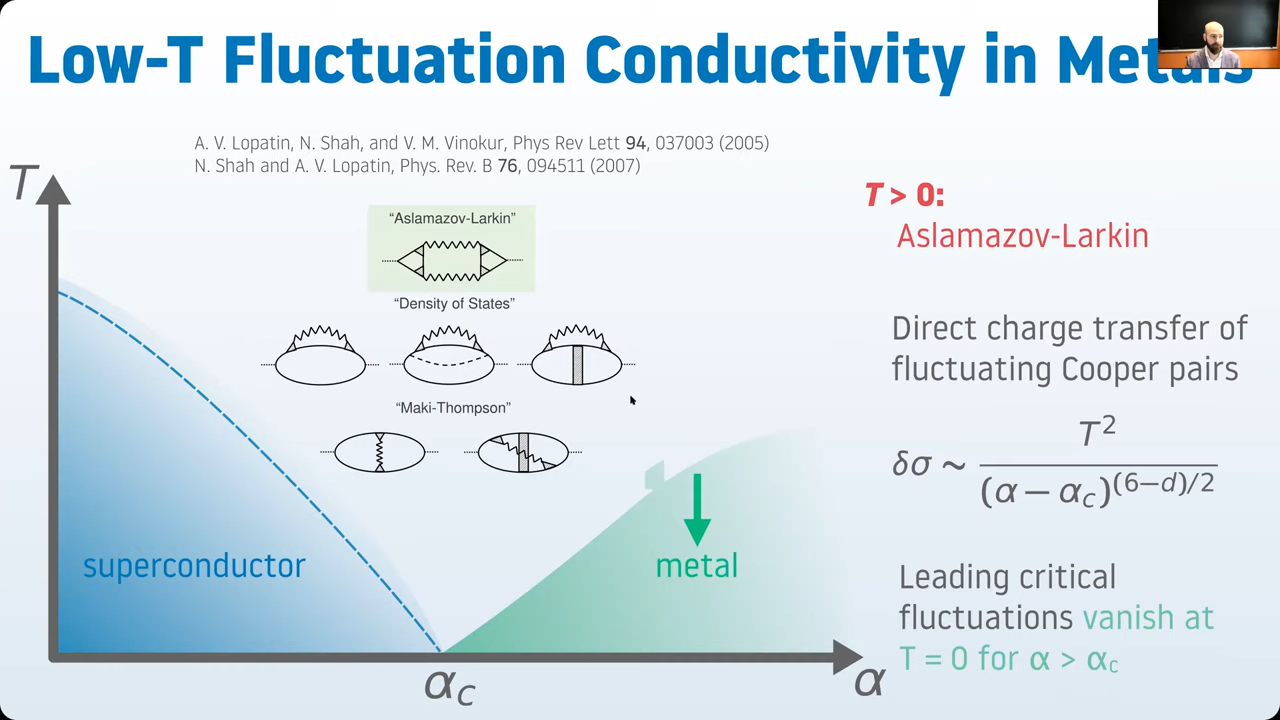 Low-T Fluctuation Conductivity in Metals
A. V. Lopatin, N. Shah, and V. M. Vinokur, Phys Rev Lett 94, 037003 (2005)
N. Shah and A. V. Lopatin, Phys. Rev. B 76, 094511 (2007)
T
“Aslamazov-Larkin”
“Density of States”
“Maki-Thompson”
superconductor
metal
α_C
α
T > 0:
Aslamazov-Larkin
Direct charge transfer of
fluctuating Cooper pairs
δσ ~ T² / (α − α_C)^{(6−d)/2}
Leading critical
fluctuations vanish at
T = 0 for α > α_c